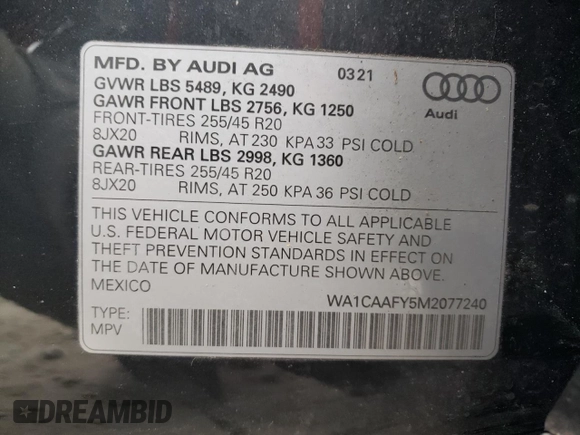 MFD. BY AUDI AG 0321
GVWR LBS 5489, KG 2490
GAWR FRONT LBS 2756, KG 1250
FRONT-TIRES 255/45 R20
8JX20 RIMS, AT 230 KPA 33 PSI COLD
GAWR REAR LBS 2998, KG 1360
REAR-TIRES 255/45 R20
8JX20 RIMS, AT 250 KPA 36 PSI COLD
Audi
THIS VEHICLE CONFORMS TO ALL APPLICABLE
U.S. FEDERAL MOTOR VEHICLE SAFETY AND
THEFT PREVENTION STANDARDS IN EFFECT ON
THE DATE OF MANUFACTURE SHOWN ABOVE.
MEXICO
WA1CAAFY5M2077240
TYPE:
MPV
DREAMBID